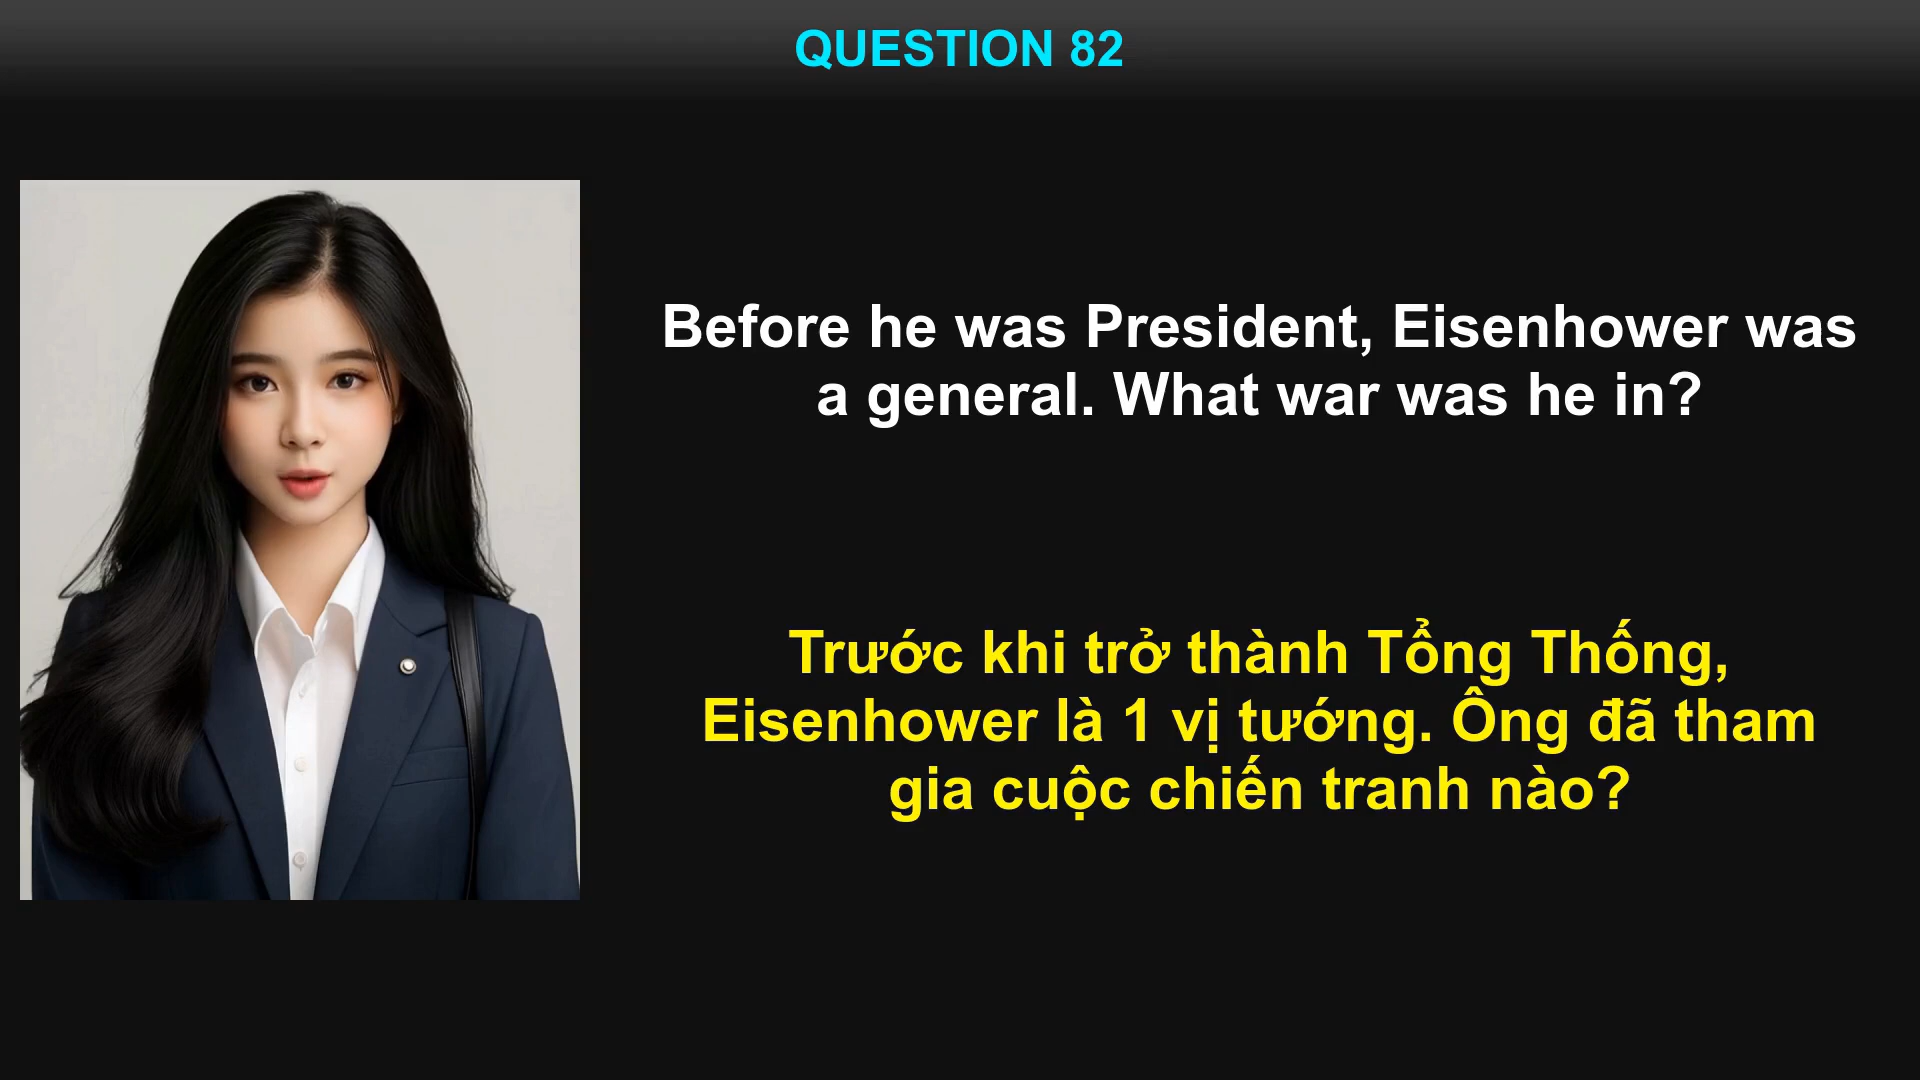 QUESTION 82
Before he was President, Eisenhower was
a general. What war was he in?
Trước khi trở thành Tổng Thống,
Eisenhower là 1 vị tướng. Ông đã tham
gia cuộc chiến tranh nào?